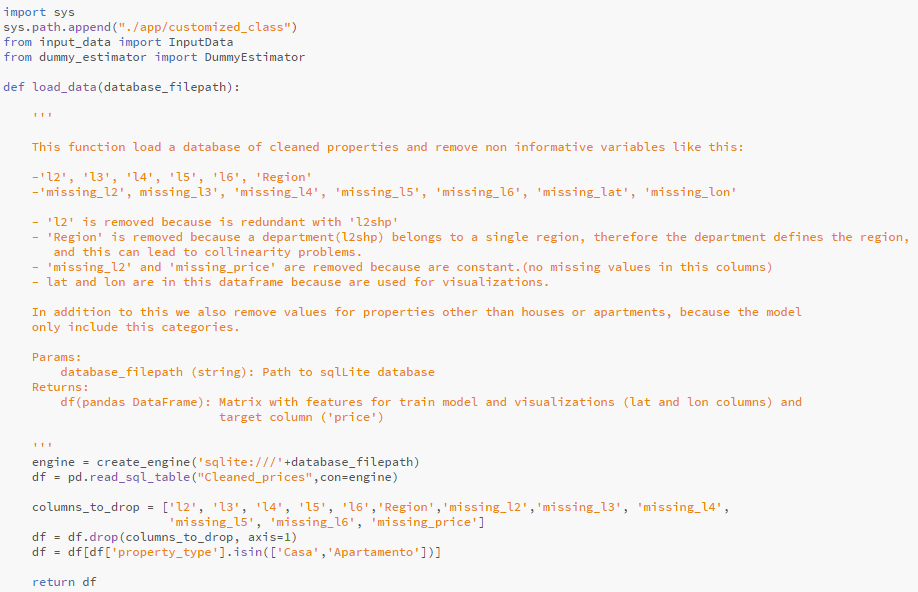 import sys
sys.path.append("./app/customized_class")
from input_data import InputData
from dummy_estimator import DummyEstimator
def load_data(database_filepath):
'''
This function load a database of cleaned properties and remove non informative variables like this:
-'l2', 'l3', 'l4', 'l5', 'l6', 'Region'
-'missing_l2', missing_l3', 'missing_l4', 'missing_l5', 'missing_l6', 'missing_lat', 'missing_lon'
- 'l2' is removed because is redundant with 'l2shp'
- 'Region' is removed because a department(l2shp) belongs to a single region, therefore the department defines the region,
and this can lead to collinearity problems.
- 'missing_l2' and 'missing_price' are removed because are constant.(no missing values in this columns)
- lat and lon are in this dataframe because are used for visualizations.
In addition to this we also remove values for properties other than houses or apartments, because the model
only include this categories.
Params:
database_filepath (string): Path to sqlLite database
Returns:
df(pandas DataFrame): Matrix with features for train model and visualizations (lat and lon columns) and
target column ('price')
'''
engine = create_engine('sqlite:///'+database_filepath)
df = pd.read_sql_table("Cleaned_prices",con=engine)
columns_to_drop = ['l2', 'l3', 'l4', 'l5', 'l6','Region','missing_l2','missing_l3', 'missing_l4',
'missing_l5', 'missing_l6', 'missing_price']
df = df.drop(columns_to_drop, axis=1)
df = df[df['property_type'].isin(['Casa','Apartamento'])]
return df